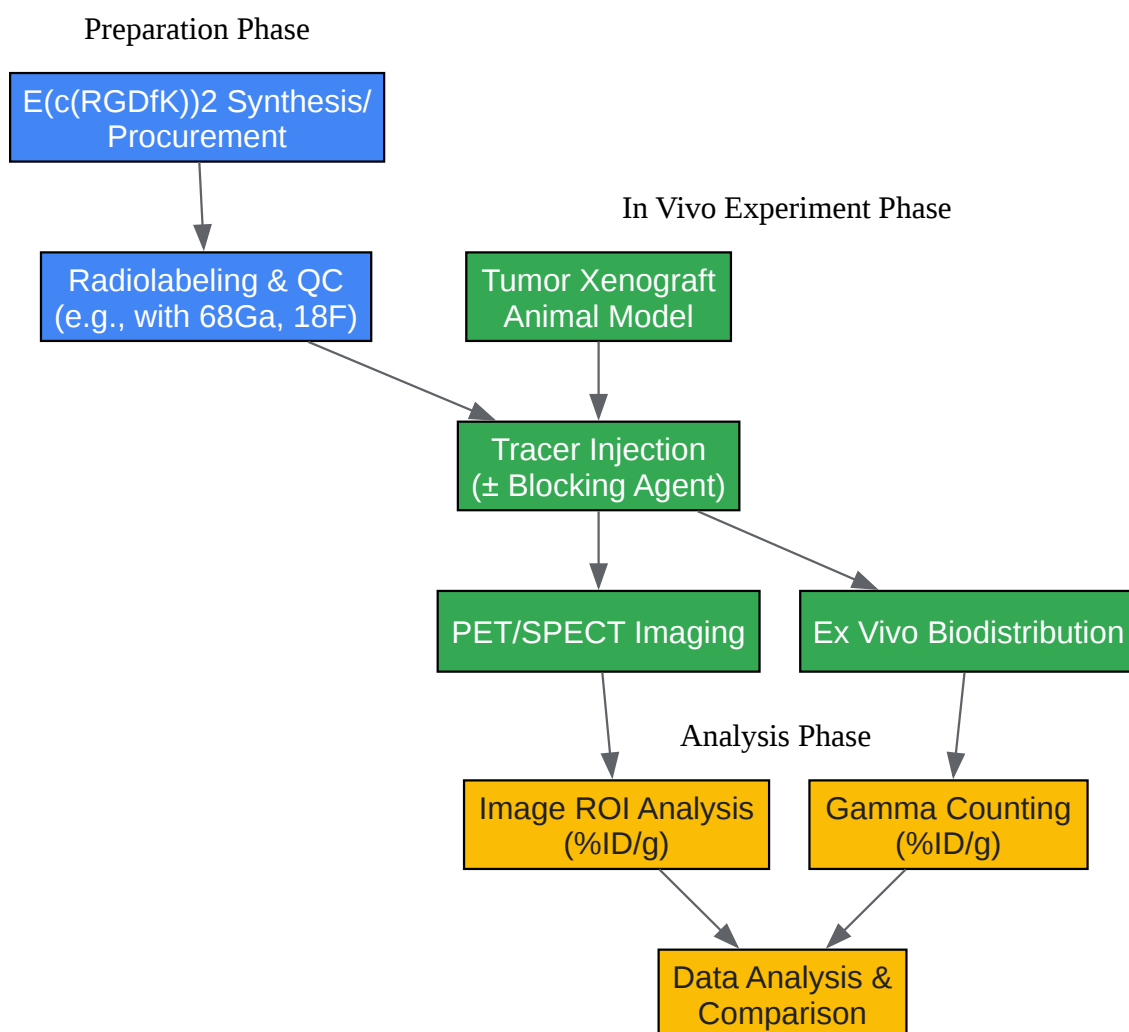 Preparation Phase
E(c(RGDfK))2 Synthesis/
Procurement
In Vivo Experiment Phase
Radiolabeling & QC
(e.g., with 68Ga, 18F)
Tumor Xenograft
Animal Model
Tracer Injection
(± Blocking Agent)
PET/SPECT Imaging
Ex Vivo Biodistribution
Analysis Phase
Image ROI Analysis
(%ID/g)
Gamma Counting
(%ID/g)
Data Analysis &
Comparison